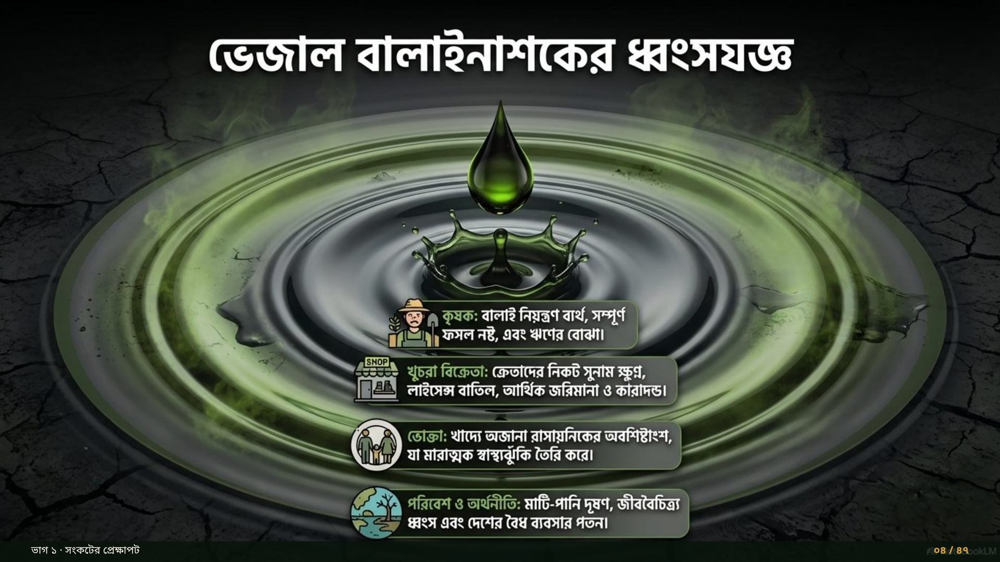 ভেজাল বালাইনাশকের ধ্বংসযজ্ঞ
কৃষক: বালাই নিয়ন্ত্রণ ব্যর্থ, সম্পূর্ণ
ফসল নষ্ট, এবং ঋণের বোঝা।
SNOP
খুচরা বিক্রেতা: ক্রেতাদের নিকট সুনাম ক্ষুণ্ণ,
লাইসেন্স বাতিল, আর্থিক জরিমানা ও কারাদন্ড।
ভোক্তা: খাদ্যে অজানা রাসায়নিকের অবশিষ্টাংশ,
যা মারাত্মক স্বাস্থ্যঝুঁকি তৈরি করে।
পরিবেশ ও অর্থনীতি: মাটি-পানি দূষণ, জীববৈচিত্র্য
ধ্বংস এবং দেশের বৈধ ব্যবসার পতন।
ভাগ ১ · সংকটের প্রেক্ষাপট
০৪ / ৪৭